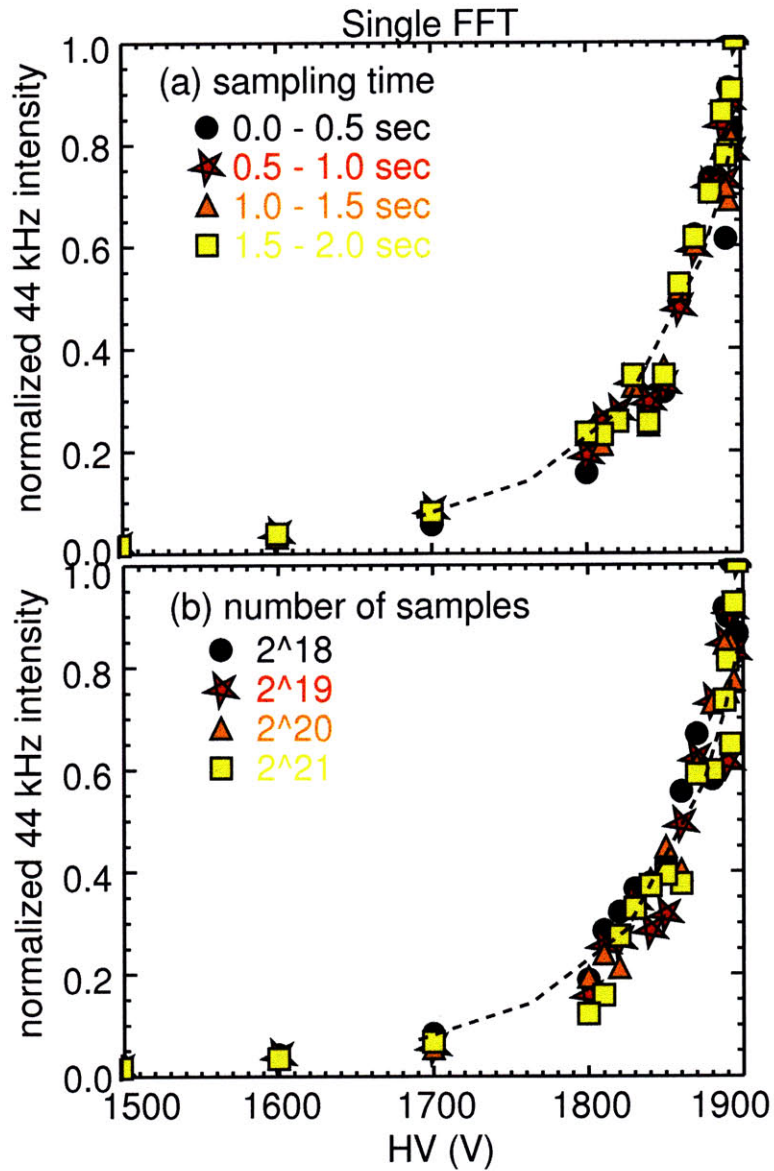 Single FFT
(a) sampling time
0.0 - 0.5 sec
0.5 - 1.0 sec
1.0 - 1.5 sec
1.5 - 2.0 sec
normalized 44 kHz intensity
1.0
0.8
0.6
0.4
0.2
0.0
(b) number of samples
2^18
2^19
2^20
2^21
normalized 44 kHz intensity
1.0
0.8
0.6
0.4
0.2
0.0
1500 1600 1700 1800 1900
HV (V)